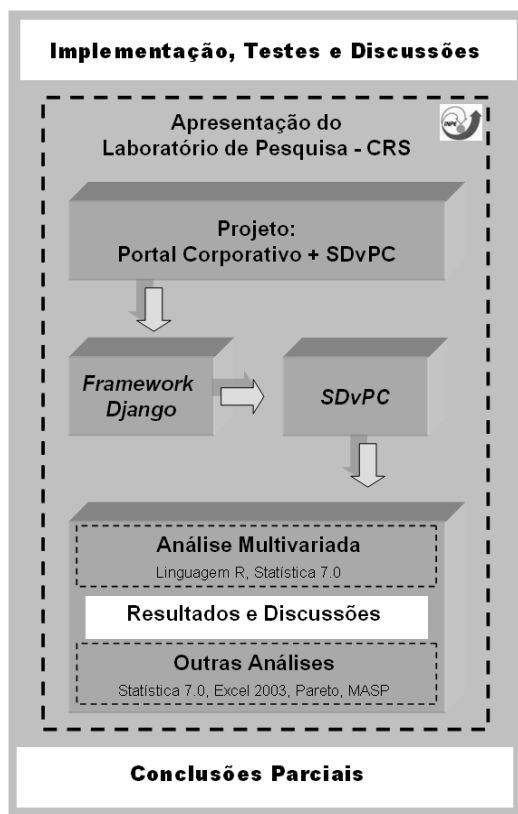 Implementação, Testes e Discussões
Apresentação do
Laboratório de Pesquisa - CRS
INPE
Projeto:
Portal Corporativo + SDvPC
Framework
Django
SDvPC
Análise Multivariada
Linguagem R, Statística 7.0
Resultados e Discussões
Outras Análises
Statística 7.0, Excel 2003, Pareto, MASP
Conclusões Parciais